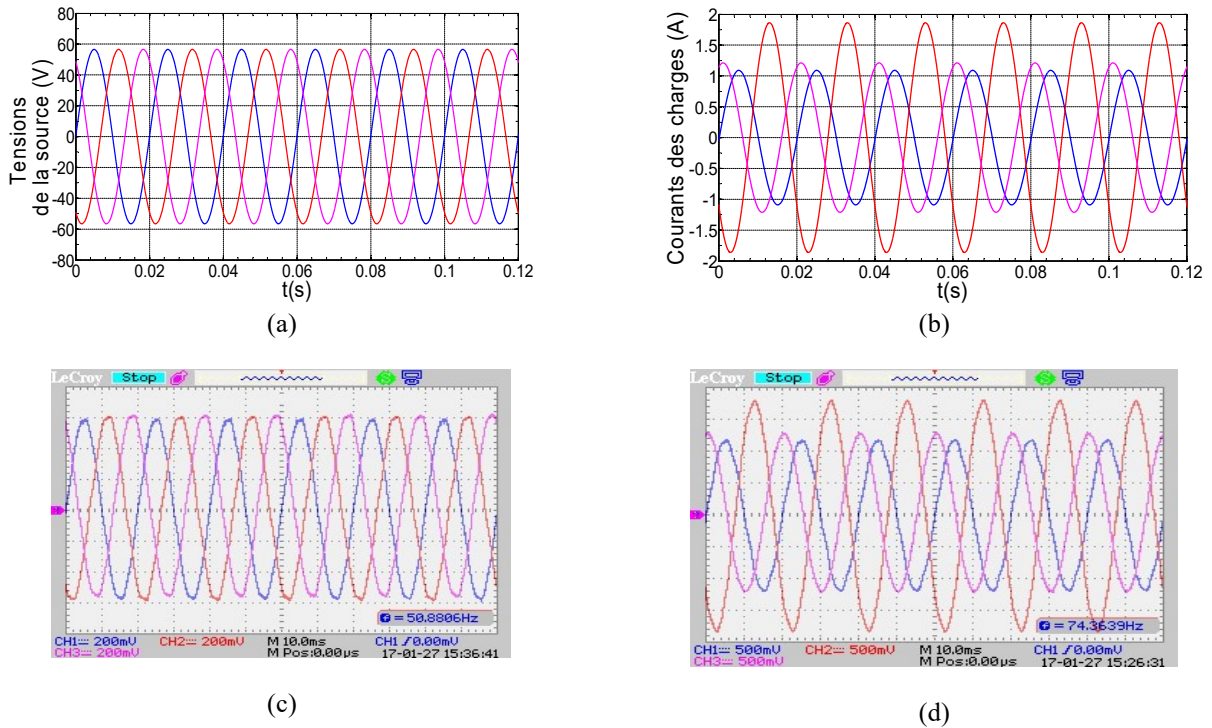 80
60
40
20
0
-20
-40
-60
-80
Tensions
de la source (V)
0 0.02 0.04 0.06 0.08 0.10 0.12
t(s)
(a)
2
1.5
1
0.5
0
-0.5
-1
-1.5
-2
Courants des charges (A)
0 0.02 0.04 0.06 0.08 0.1 0.12
t(s)
(b)
LeCroy Stop
f = 50.8806Hz
CH1 200mV CH2 200mV M 10.0ms CH1 0.00mV
CH3 200mV M Pos:0.00µs 17-01-27 15:36:41
(c)
LeCroy Stop
f = 74.3639Hz
CH1 500mV CH2 500mV M 10.0ms CH1 0.00mV
CH3 500mV M Pos:0.00µs 17-01-27 15:26:31
(d)